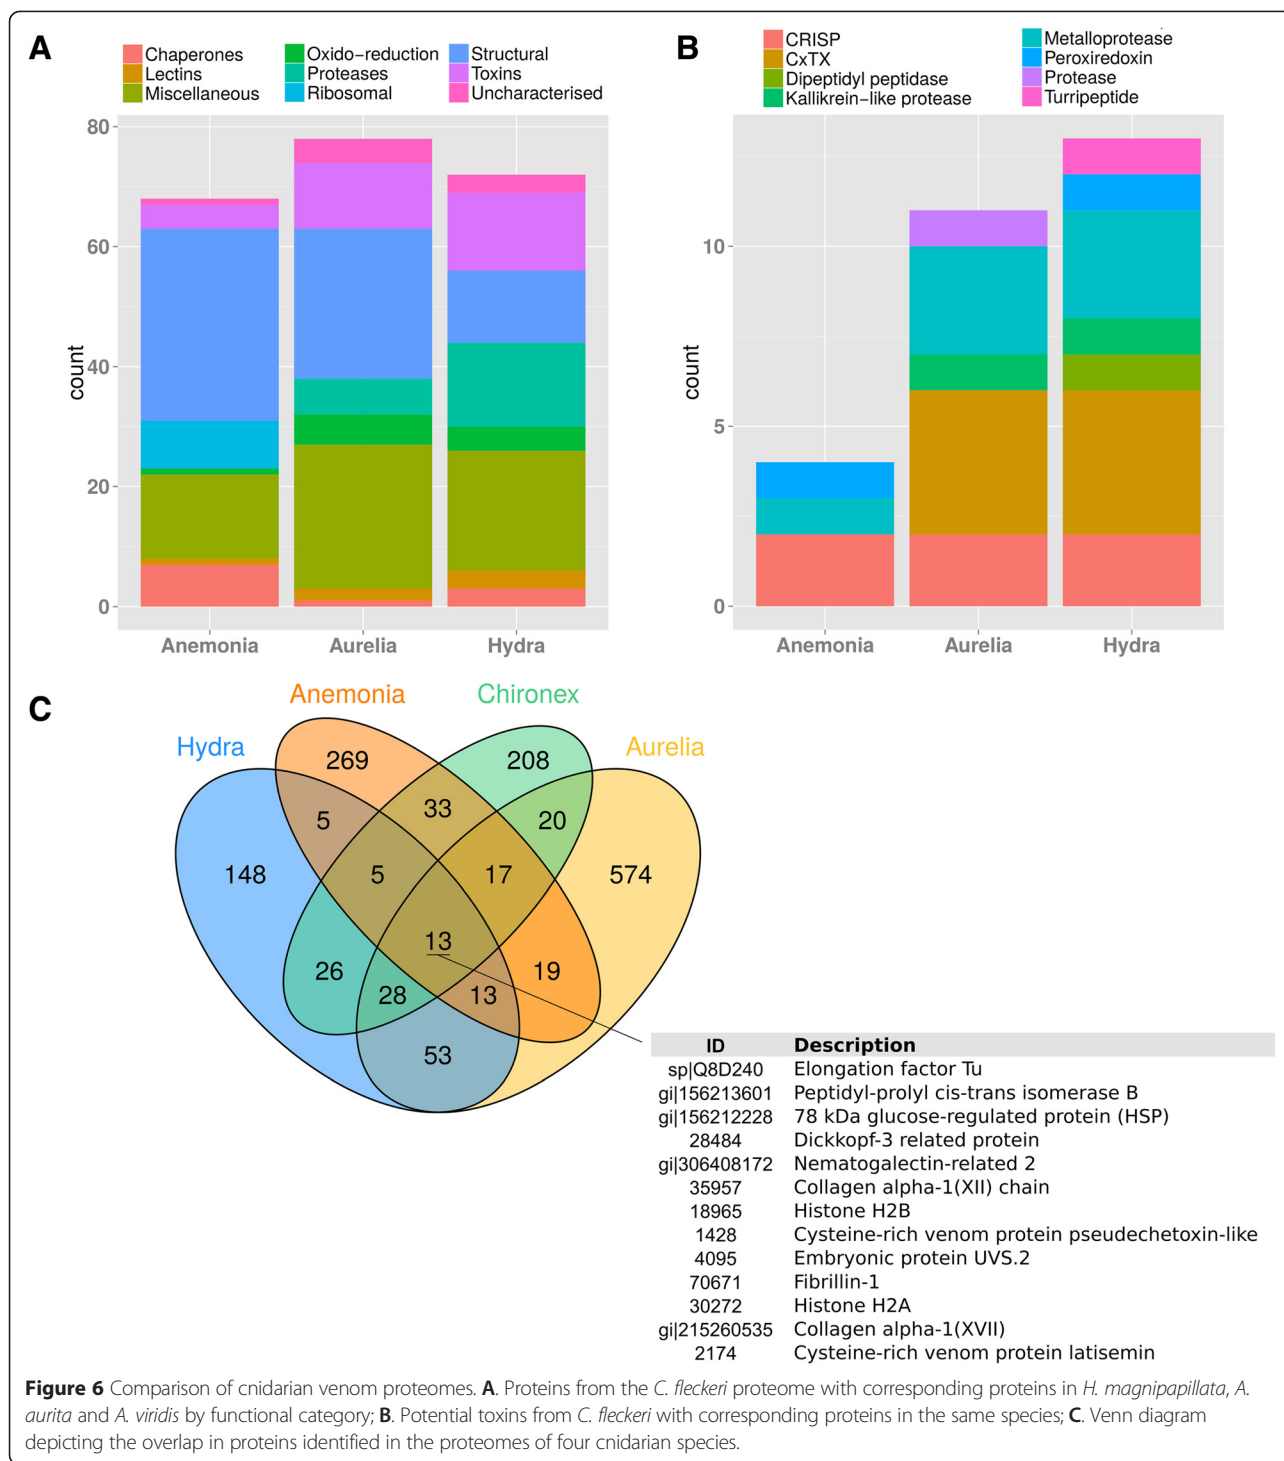 A
Chaperones
Lectins
Miscellaneous
Oxido−reduction
Proteases
Ribosomal
Structural
Toxins
Uncharacterised
80
60
40
20
0
count
Anemonia
Aurelia
Hydra
B
CRISP
CxTX
Dipeptidyl peptidase
Kallikrein−like protease
Metalloprotease
Peroxiredoxin
Protease
Turripeptide
10
5
0
count
Anemonia
Aurelia
Hydra
C
Anemonia
Chironex
Hydra
Aurelia
269
208
33
5
20
148
5
17
574
13
26
19
28
13
53
ID Description
sp|Q8D240 Elongation factor Tu
gi|156213601 Peptidyl-prolyl cis-trans isomerase B
gi|156212228 78 kDa glucose-regulated protein (HSP)
28484 Dickkopf-3 related protein
gi|306408172 Nematogalectin-related 2
35957 Collagen alpha-1(XII) chain
18965 Histone H2B
1428 Cysteine-rich venom protein pseudechetoxin-like
4095 Embryonic protein UVS.2
70671 Fibrillin-1
30272 Histone H2A
gi|215260535 Collagen alpha-1(XVII)
2174 Cysteine-rich venom protein latisemin
Figure 6 Comparison of cnidarian venom proteomes. A. Proteins from the C. fleckeri proteome with corresponding proteins in H. magnipapillata, A.
aurita and A. viridis by functional category; B. Potential toxins from C. fleckeri with corresponding proteins in the same species; C. Venn diagram
depicting the overlap in proteins identified in the proteomes of four cnidarian species.